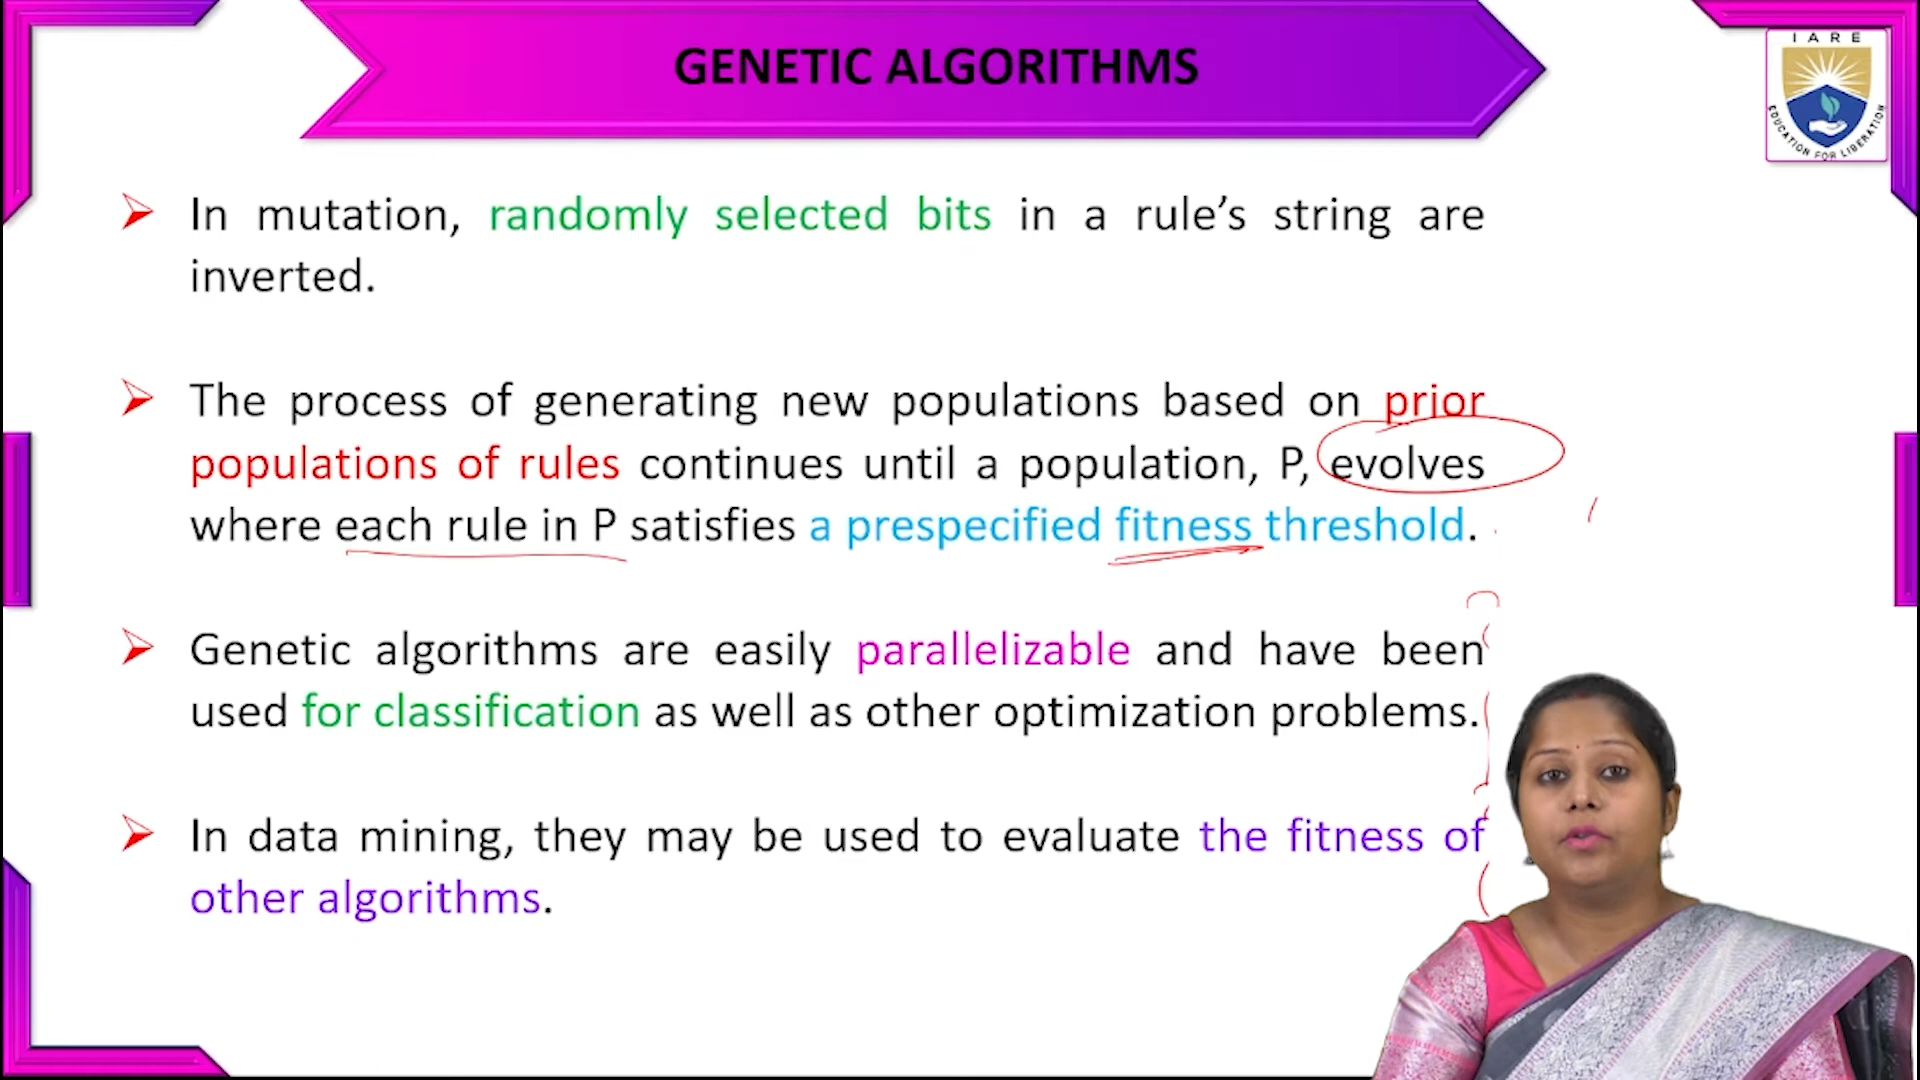 GENETIC ALGORITHMS
IARE
EDUCATION FOR LIBERATION
In mutation, randomly selected bits in a rule’s string are
inverted.
The process of generating new populations based on prior
populations of rules continues until a population, P, evolves
where each rule in P satisfies a prespecified fitness threshold.
Genetic algorithms are easily parallelizable and have been
used for classification as well as other optimization problems.
In data mining, they may be used to evaluate the fitness of
other algorithms.